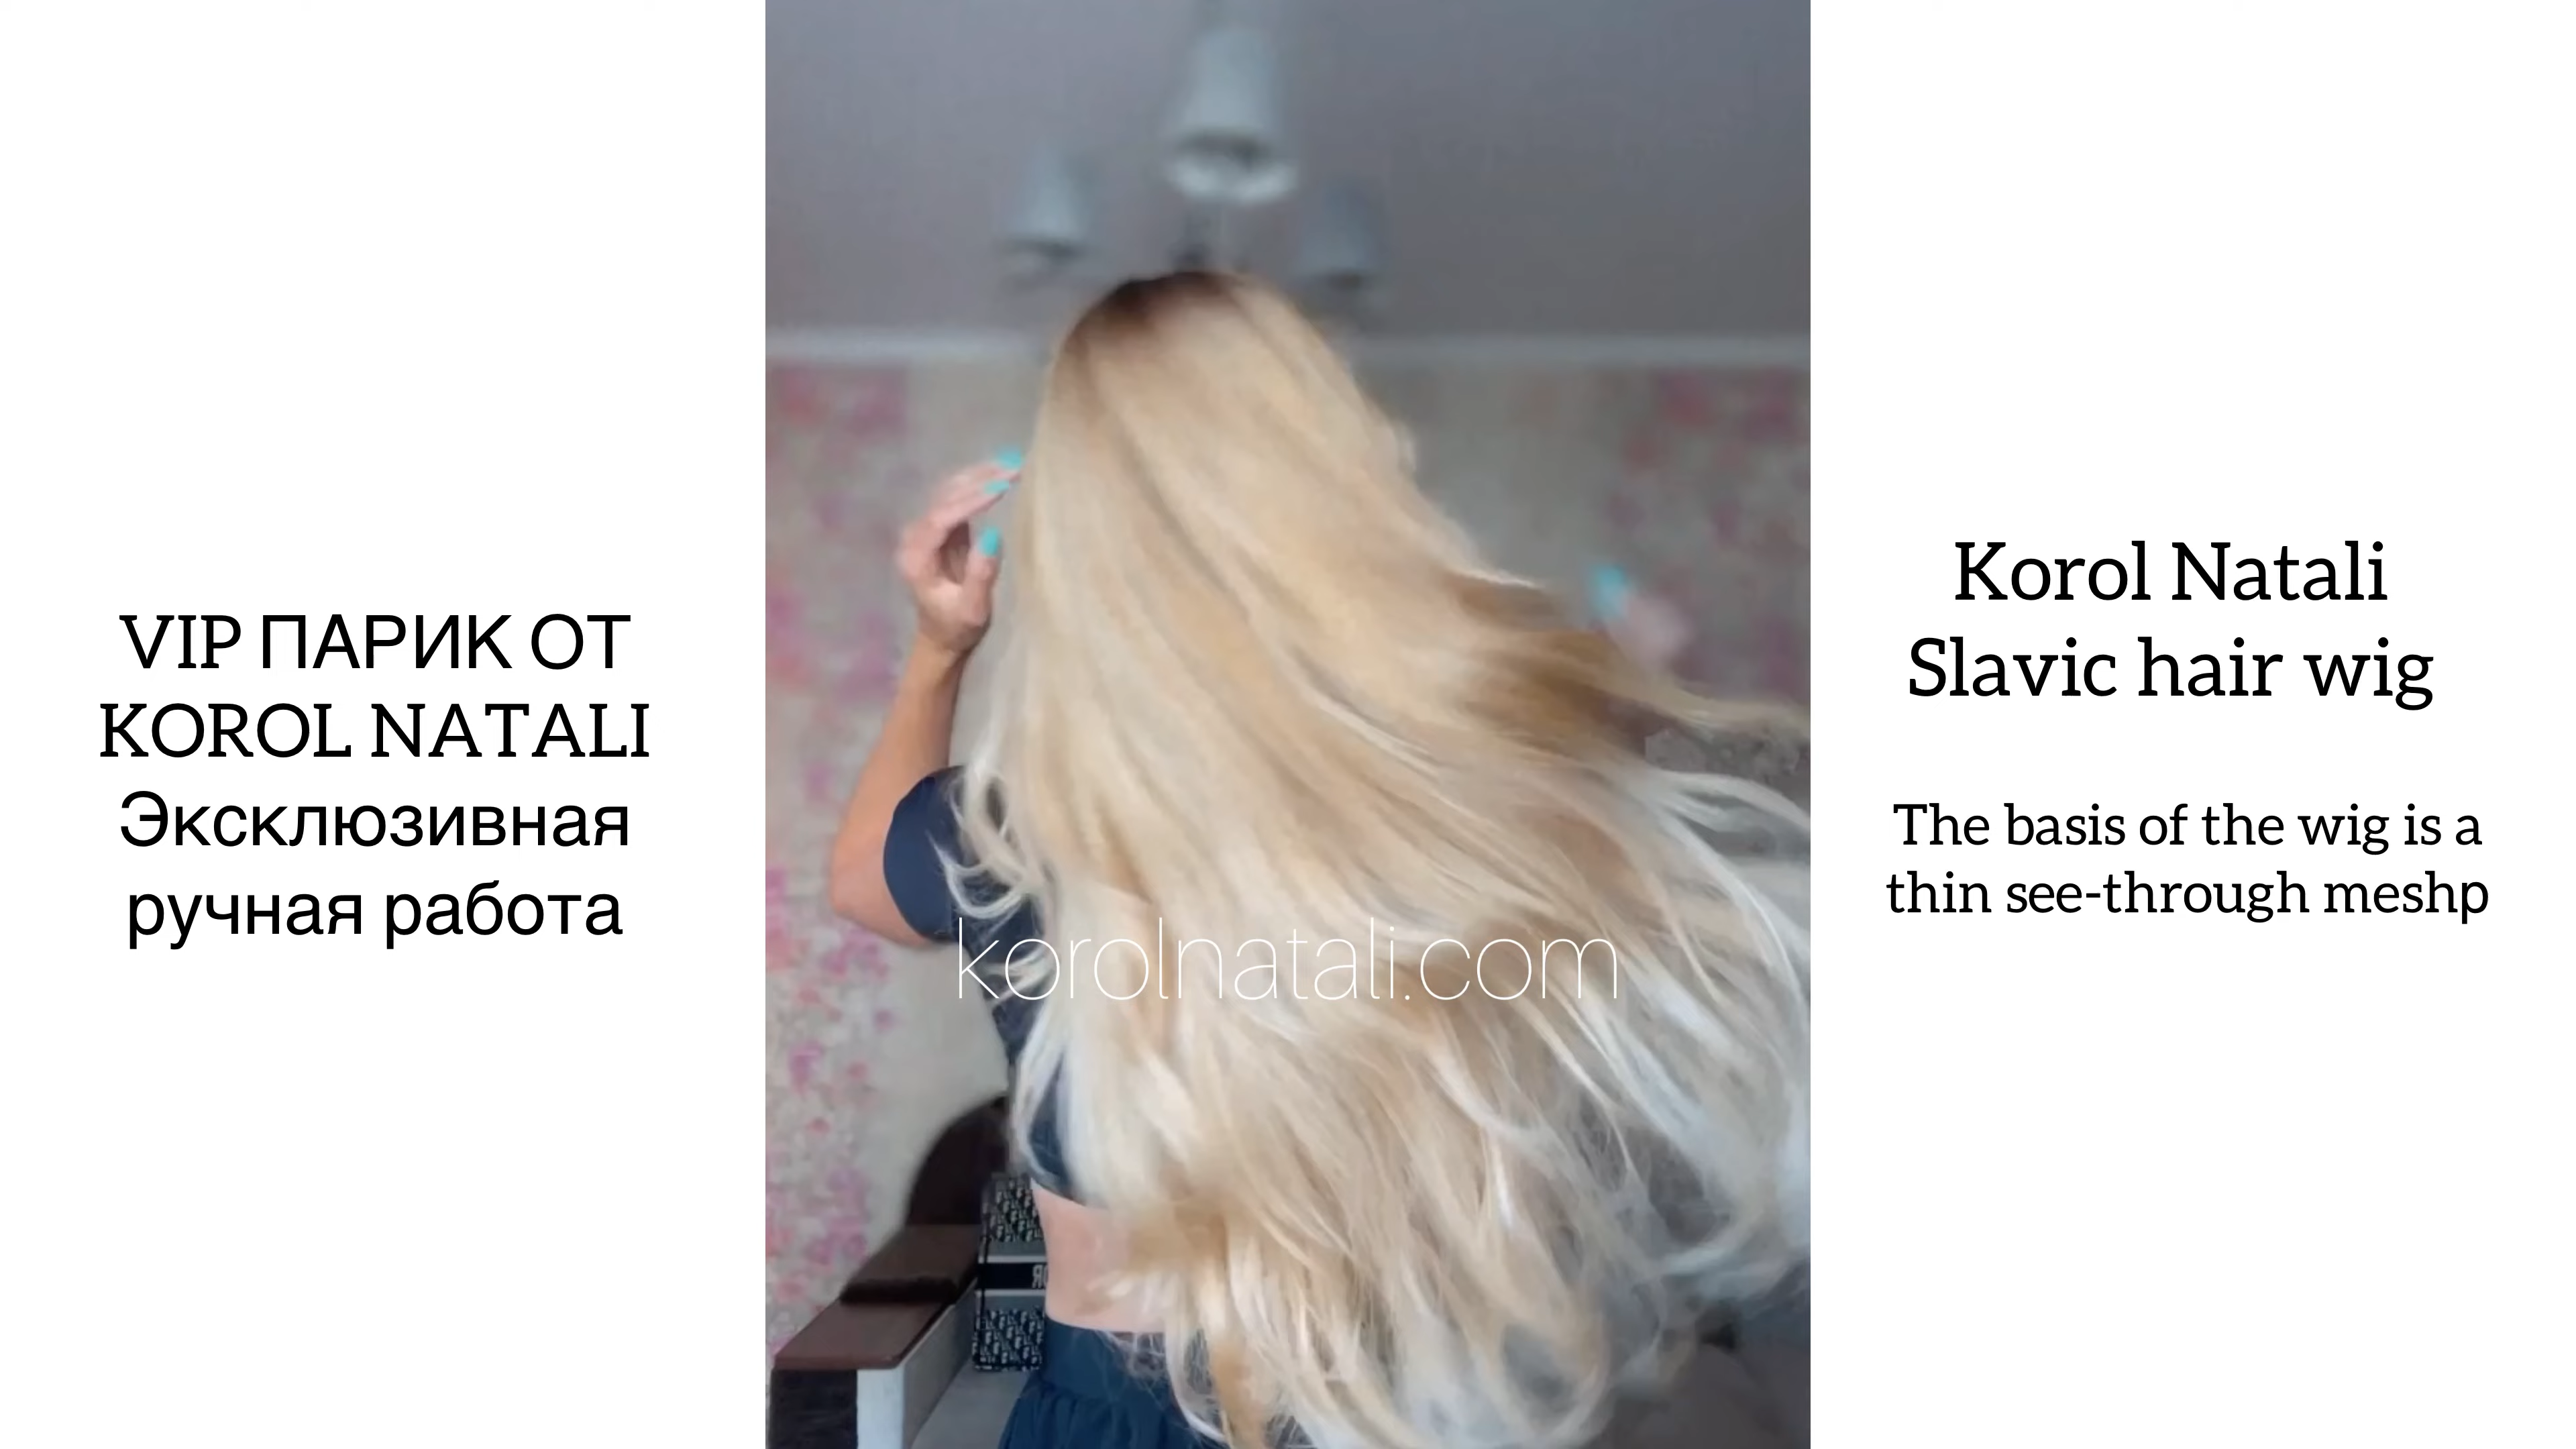 VIP ПАРИК ОТ
KOROL NATALI
Эксклюзивная
ручная работа
korolnatali.com
Korol Natali
Slavic hair wig
The basis of the wig is a
thin see-through meshp